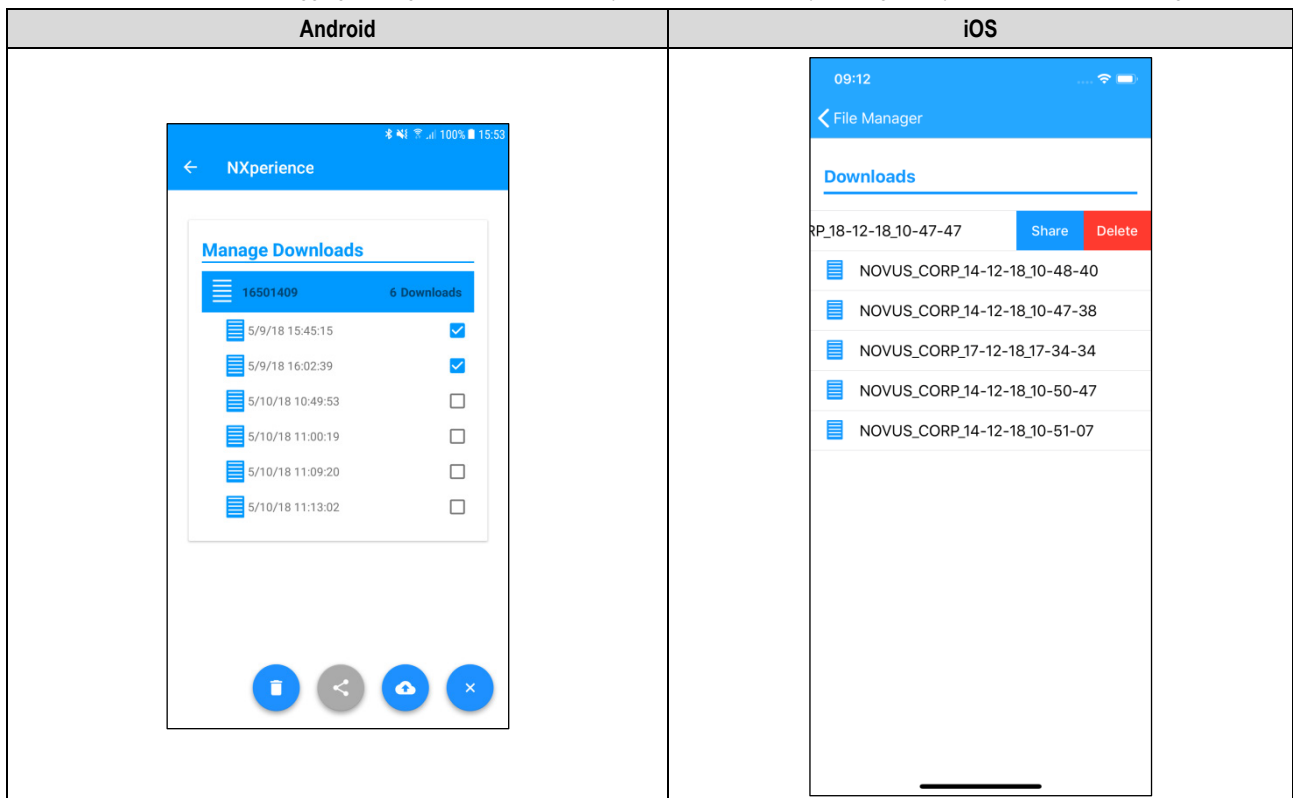 Android
iOS
100% 15:53
NXperience
Manage Downloads
16501409 6 Downloads
5/9/18 15:45:15
5/9/18 16:02:39
5/10/18 10:49:53
5/10/18 11:00:19
5/10/18 11:09:20
5/10/18 11:13:02
09:12
File Manager
Downloads
RP_18-12-18_10-47-47 Share Delete
NOVUS_CORP_14-12-18_10-48-40
NOVUS_CORP_14-12-18_10-47-38
NOVUS_CORP_17-12-18_17-34-34
NOVUS_CORP_14-12-18_10-50-47
NOVUS_CORP_14-12-18_10-51-07